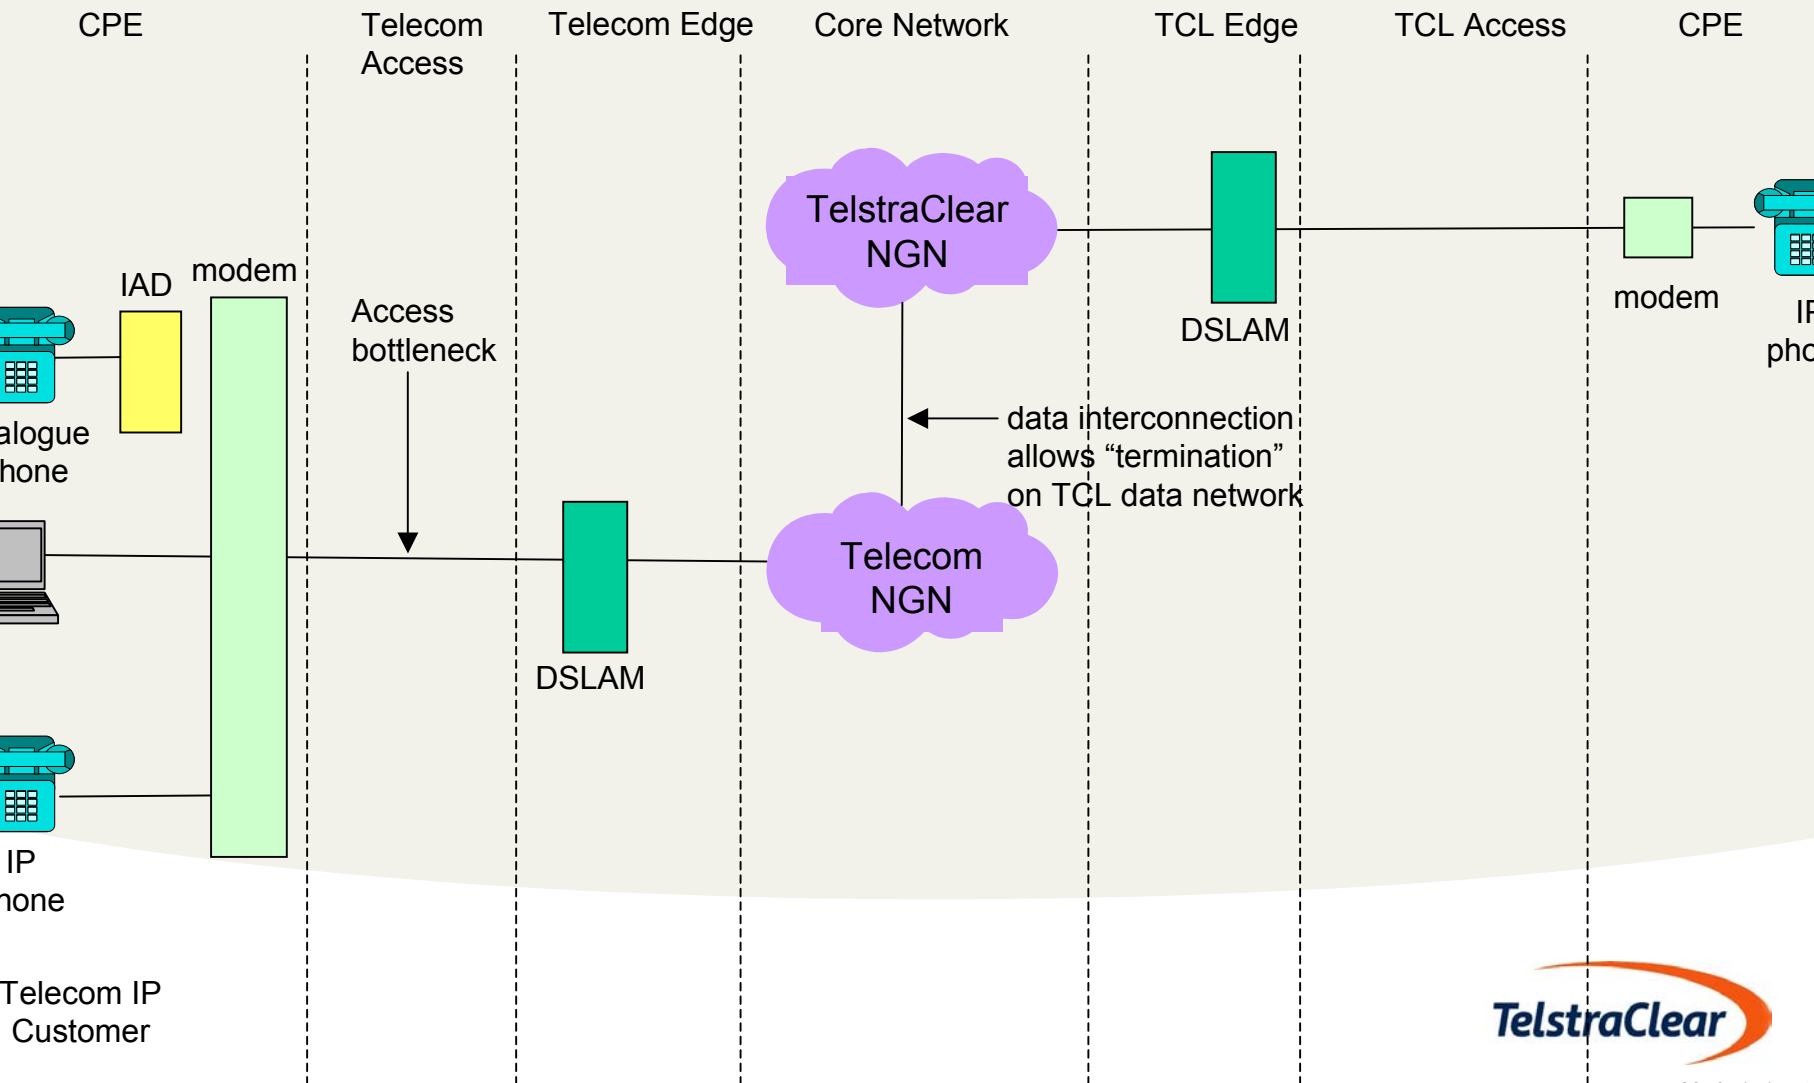 CPE
Telecom
Access
Telecom Edge
Core Network
TCL Edge
TCL Access
CPE
TelstraClear
NGN
DSLAM
modem
IAD
modem
Access
bottleneck
data interconnection
allows “termination”
on TCL data network
Telecom
NGN
DSLAM
IP
Telecom IP
Customer
TelstraClear